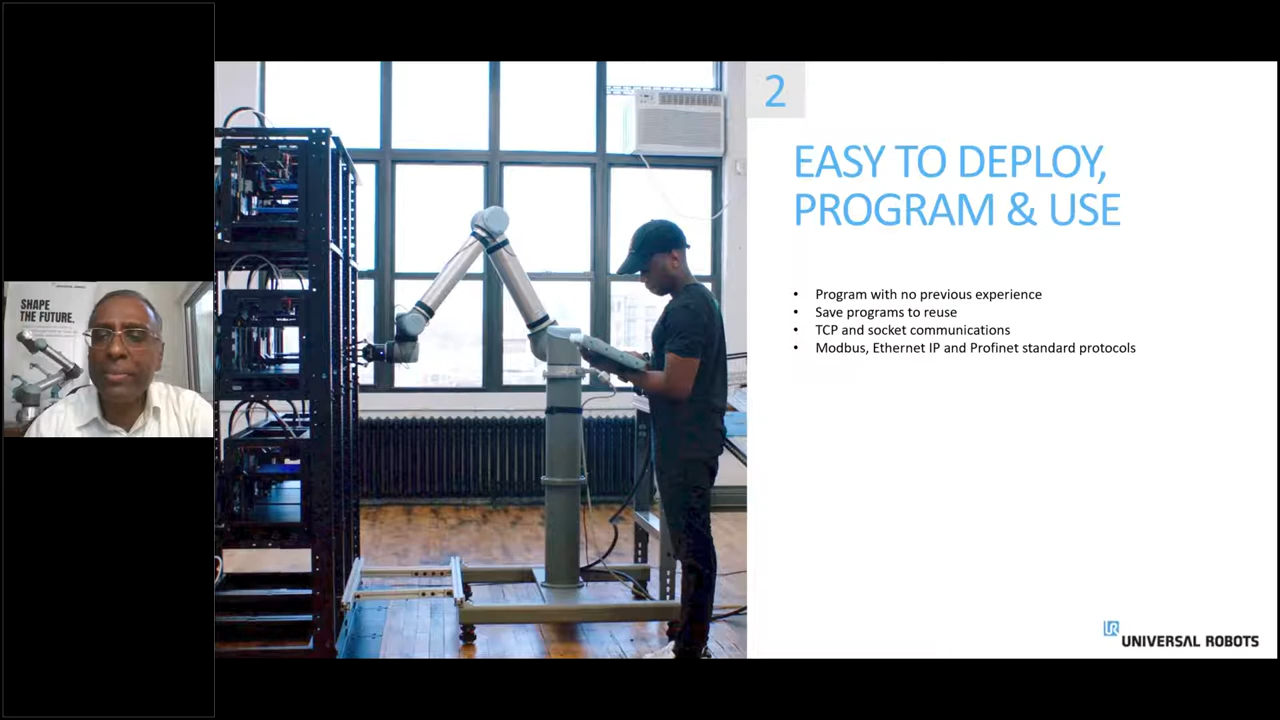 SHAPE
THE FUTURE.
2
EASY TO DEPLOY,
PROGRAM & USE
• Program with no previous experience
• Save programs to reuse
• TCP and socket communications
• Modbus, Ethernet IP and Profinet standard protocols
UR
UNIVERSAL ROBOTS